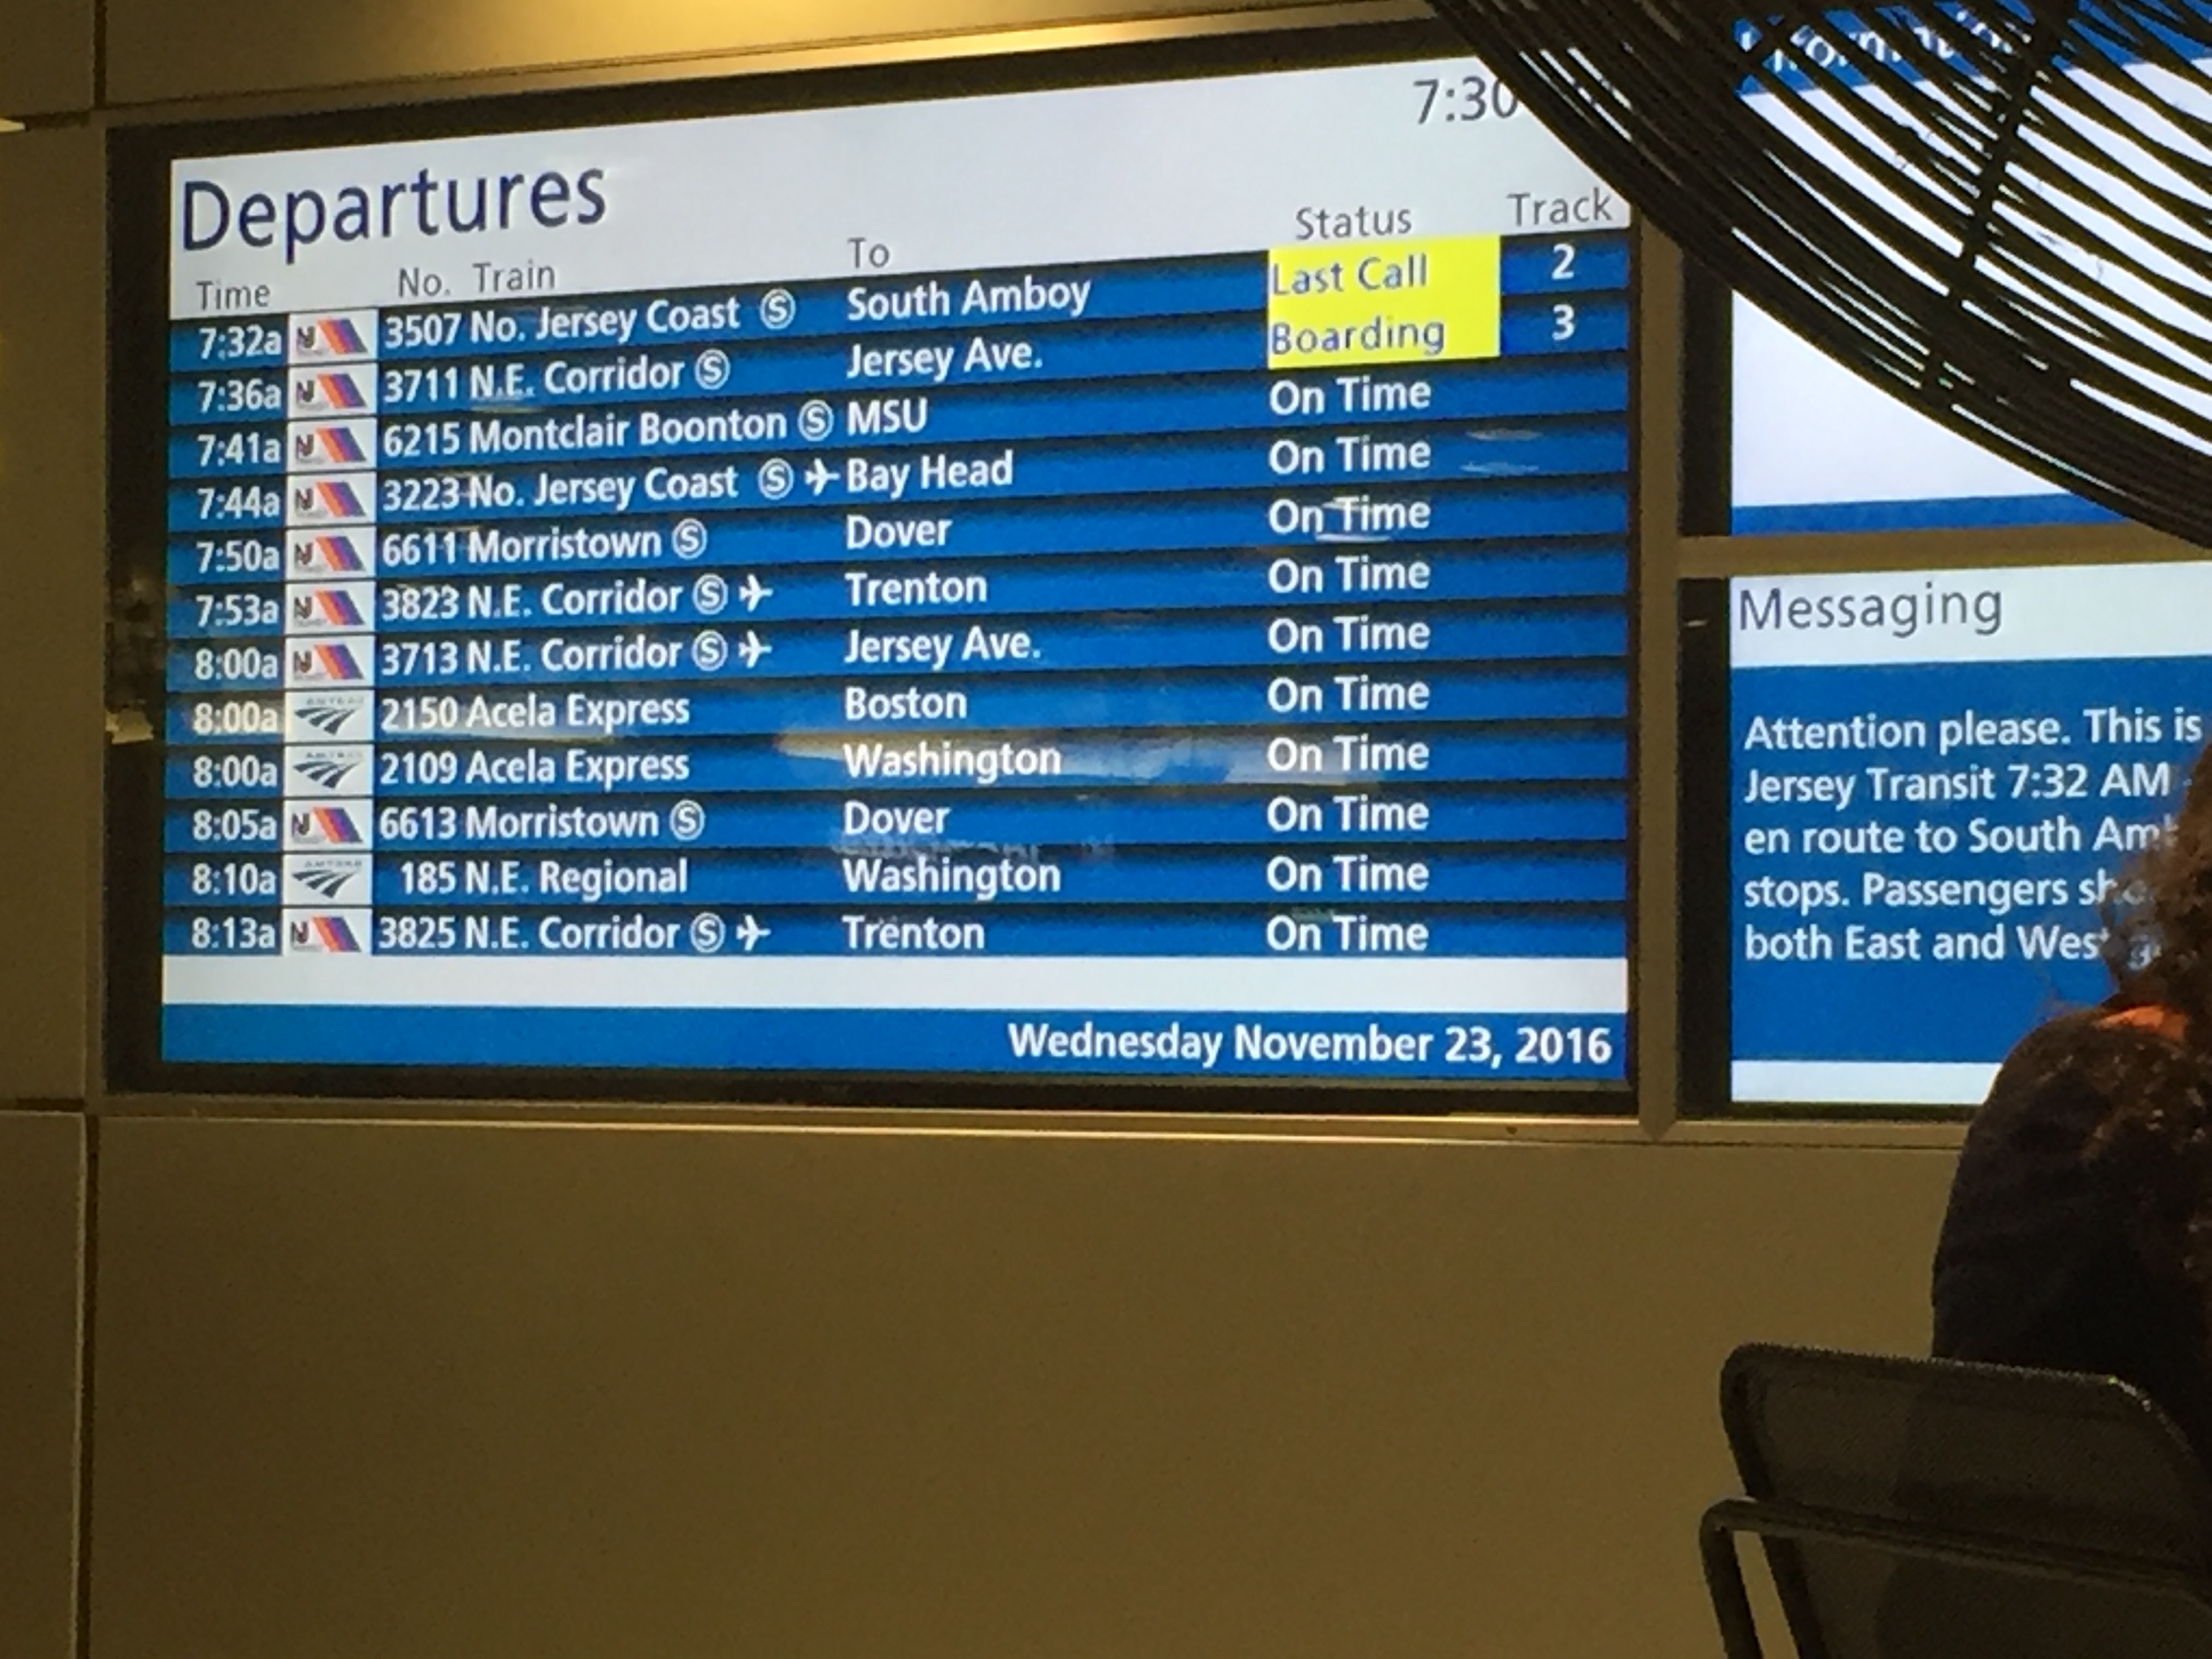 7:30
Departures
Time No. Train To Status Track
7:32a 3507 No. Jersey Coast Ⓢ South Amboy Last Call 2
7:36a 3711 N.E. Corridor Ⓢ Jersey Ave. Boarding 3
7:41a 6215 Montclair Boonton Ⓢ MSU On Time
7:44a 3223 No. Jersey Coast Ⓢ ✈ Bay Head On Time
7:50a 6611 Morristown Ⓢ Dover On Time
7:53a 3823 N.E. Corridor Ⓢ ✈ Trenton On Time
8:00a 3713 N.E. Corridor Ⓢ ✈ Jersey Ave. On Time
8:00a 2150 Acela Express Boston On Time
8:00a 2109 Acela Express Washington On Time
8:05a 6613 Morristown Ⓢ Dover On Time
8:10a 185 N.E. Regional Washington On Time
8:13a 3825 N.E. Corridor Ⓢ ✈ Trenton On Time
Wednesday November 23, 2016
Messaging
Attention please. This is
Jersey Transit 7:32 AM
en route to South Am
stops. Passengers
both East and West